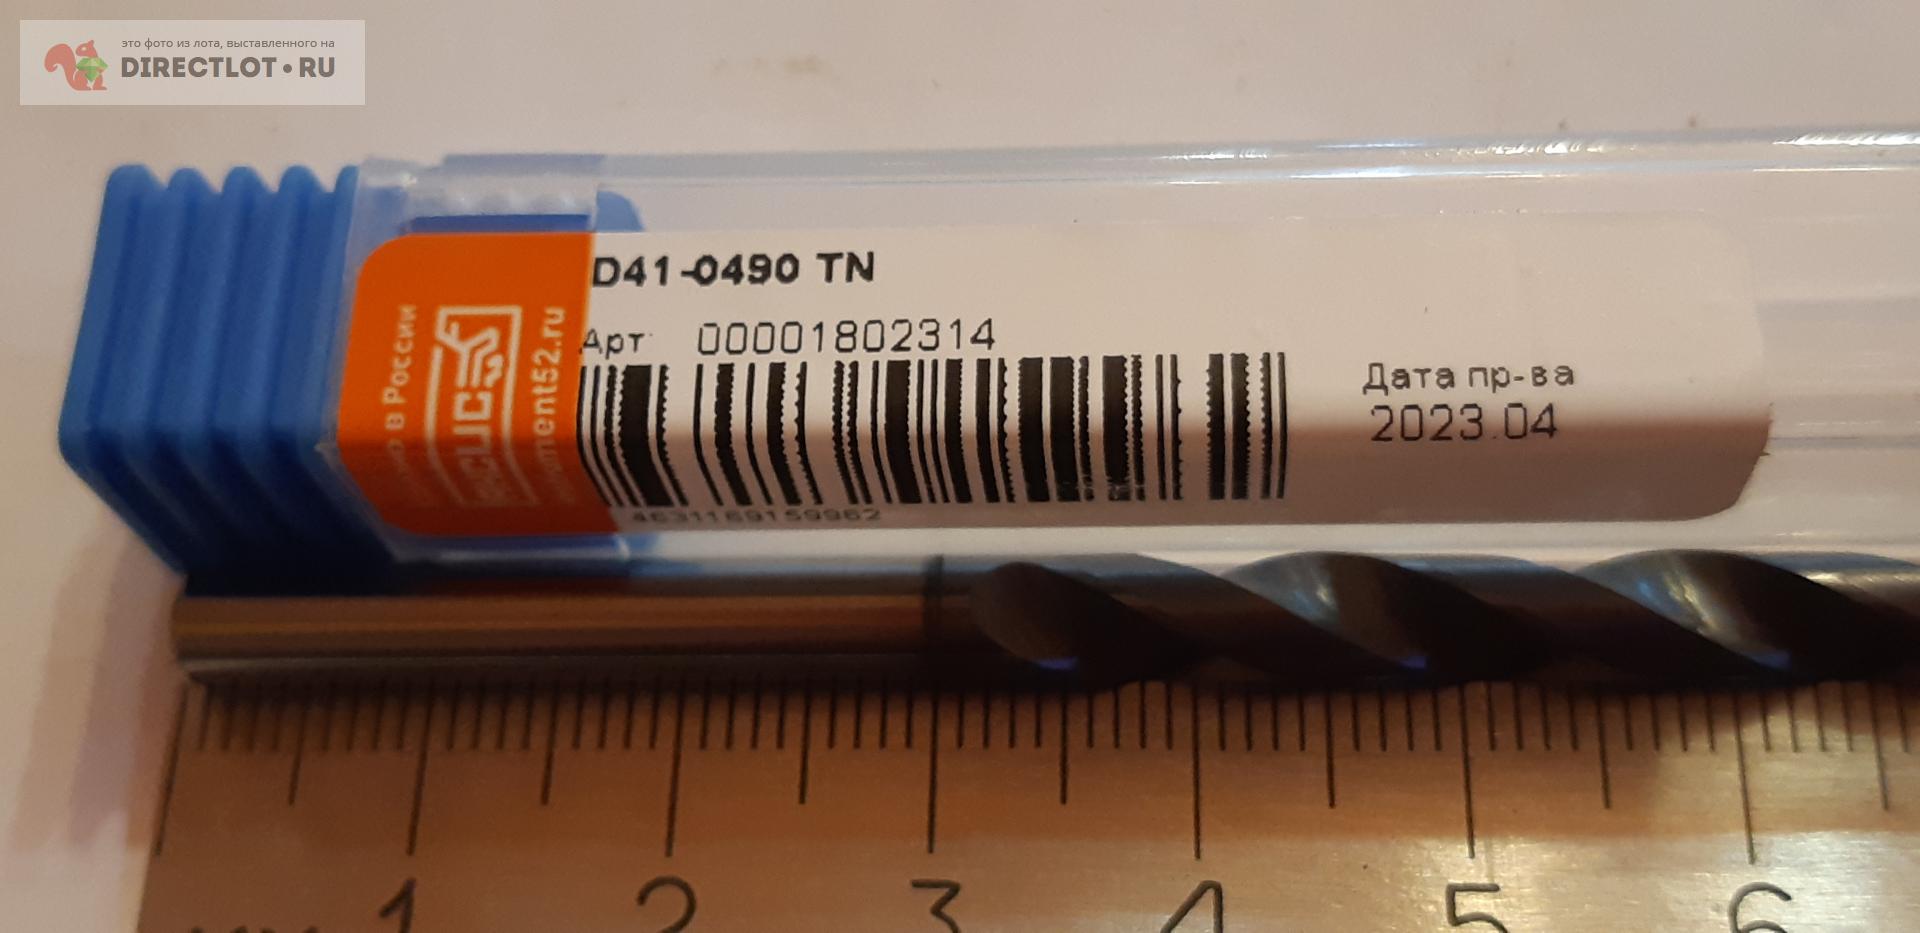 это фото из лота, выставленного на
DIRECTLOT•RU
D41-0490 TN
Арт: 00001802314
Дата пр-ва
2023.04
4631169159962
в России
ment52.ru
1 2 3 4 5 6